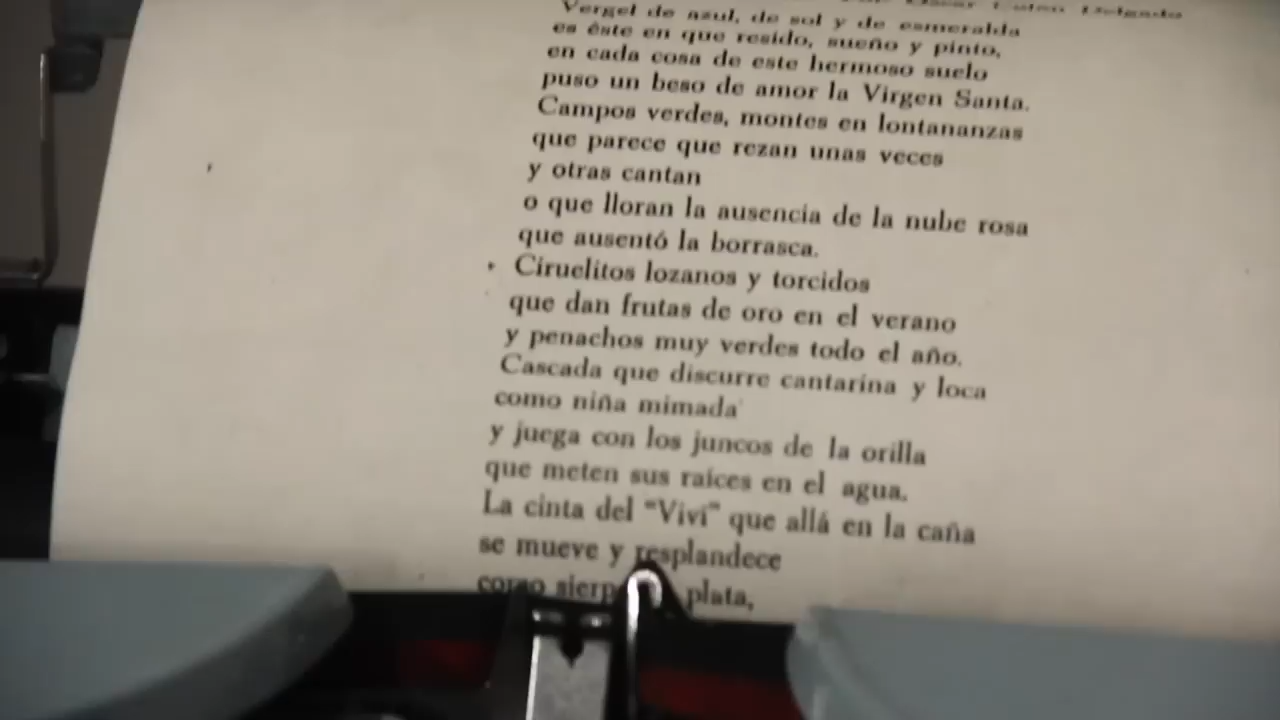 Oscar Colón Delgado
Vergel de azul, de sol y de esmeralda
es éste en que resido, sueño y pinto,
en cada cosa de este hermoso suelo
puso un beso de amor la Virgen Santa.
Campos verdes, montes en lontananzas
que parece que rezan unas veces
y otras cantan
o que lloran la ausencia de la nube rosa
que ausentó la borrasca.
Ciruelitos lozanos y torcidos
que dan frutas de oro en el verano
y penachos muy verdes todo el año.
Cascada que discurre cantarina y loca
como niña mimada
y juega con los juncos de la orilla
que meten sus raíces en el agua.
La cinta del "Viví" que allá en la caña
se mueve y resplandece
como plata,